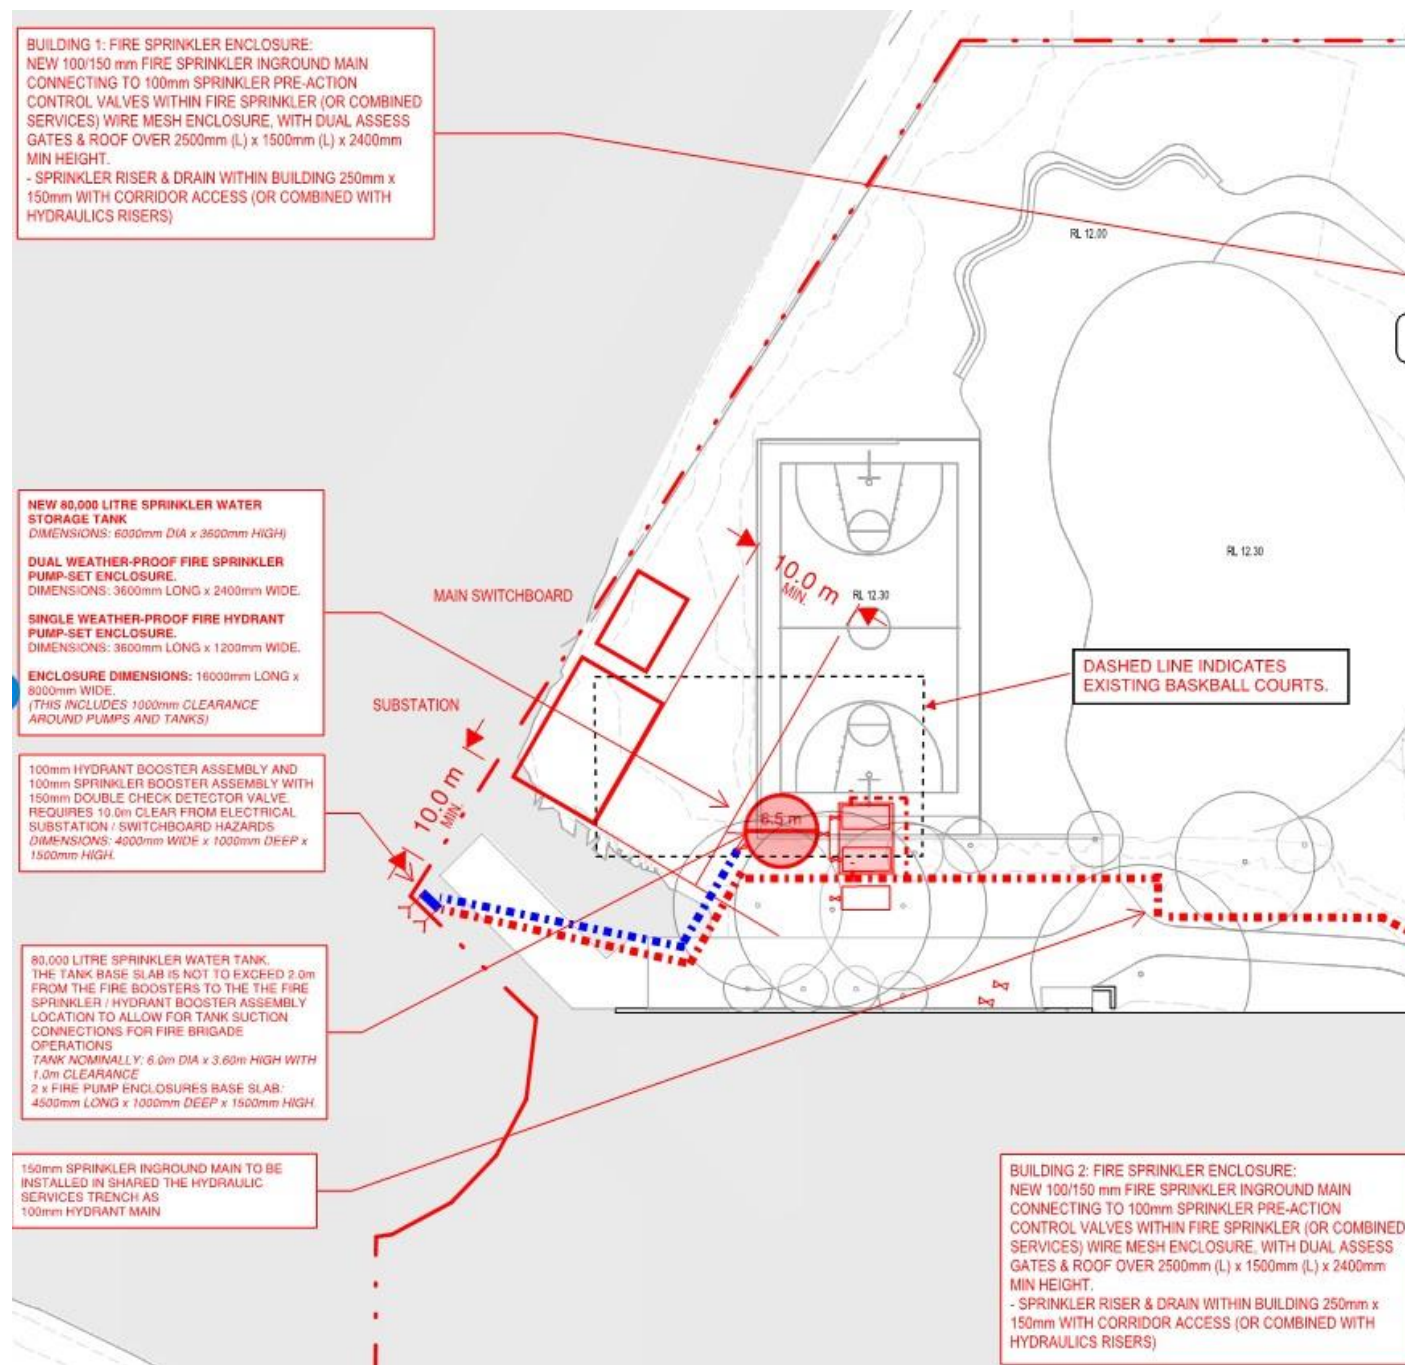 BUILDING 1: FIRE SPRINKLER ENCLOSURE:
NEW 100/150 mm FIRE SPRINKLER INGROUND MAIN
CONNECTING TO 100mm SPRINKLER PRE-ACTION
CONTROL VALVES WITHIN FIRE SPRINKLER (OR COMBINED
SERVICES) WIRE MESH ENCLOSURE, WITH DUAL ASSESS
GATES & ROOF OVER 2500mm (L) x 1500mm (L) x 2400mm
MIN HEIGHT.
- SPRINKLER RISER & DRAIN WITHIN BUILDING 250mm x
150mm WITH CORRIDOR ACCESS (OR COMBINED WITH
HYDRAULICS RISERS)
RL 12.00
RL 12.30
NEW 80,000 LITRE SPRINKLER WATER
STORAGE TANK
DIMENSIONS: 6000mm DIA x 3600mm HIGH)
DUAL WEATHER-PROOF FIRE SPRINKLER
PUMP-SET ENCLOSURE.
DIMENSIONS: 3600mm LONG x 2400mm WIDE.
SINGLE WEATHER-PROOF FIRE HYDRANT
PUMP-SET ENCLOSURE.
DIMENSIONS: 3600mm LONG x 1200mm WIDE.
ENCLOSURE DIMENSIONS: 16000mm LONG x
8000mm WIDE.
(THIS INCLUDES 1000mm CLEARANCE
AROUND PUMPS AND TANKS)
MAIN SWITCHBOARD
10.0 m
MIN.
RL 12.30
SUBSTATION
DASHED LINE INDICATES
EXISTING BASKBALL COURTS.
10.0 m
MIN.
6.5 m
100mm HYDRANT BOOSTER ASSEMBLY AND
100mm SPRINKLER BOOSTER ASSEMBLY WITH
150mm DOUBLE CHECK DETECTOR VALVE.
REQUIRES 10.0m CLEAR FROM ELECTRICAL
SUBSTATION / SWITCHBOARD HAZARDS
DIMENSIONS: 4000mm WIDE x 1000mm DEEP x
1500mm HIGH.
80,000 LITRE SPRINKLER WATER TANK.
THE TANK BASE SLAB IS NOT TO EXCEED 2.0m
FROM THE FIRE BOOSTERS TO THE THE FIRE
SPRINKLER / HYDRANT BOOSTER ASSEMBLY
LOCATION TO ALLOW FOR TANK SUCTION
CONNECTIONS FOR FIRE BRIGADE
OPERATIONS
TANK NOMINALLY: 6.0m DIA x 3.60m HIGH WITH
1.0m CLEARANCE
2 x FIRE PUMP ENCLOSURES BASE SLAB:
4500mm LONG x 1000mm DEEP x 1500mm HIGH.
150mm SPRINKLER INGROUND MAIN TO BE
INSTALLED IN SHARED THE HYDRAULIC
SERVICES TRENCH AS
100mm HYDRANT MAIN
BUILDING 2: FIRE SPRINKLER ENCLOSURE:
NEW 100/150 mm FIRE SPRINKLER INGROUND MAIN
CONNECTING TO 100mm SPRINKLER PRE-ACTION
CONTROL VALVES WITHIN FIRE SPRINKLER (OR COMBINED
SERVICES) WIRE MESH ENCLOSURE, WITH DUAL ASSESS
GATES & ROOF OVER 2500mm (L) x 1500mm (L) x 2400mm
MIN HEIGHT.
- SPRINKLER RISER & DRAIN WITHIN BUILDING 250mm x
150mm WITH CORRIDOR ACCESS (OR COMBINED WITH
HYDRAULICS RISERS)